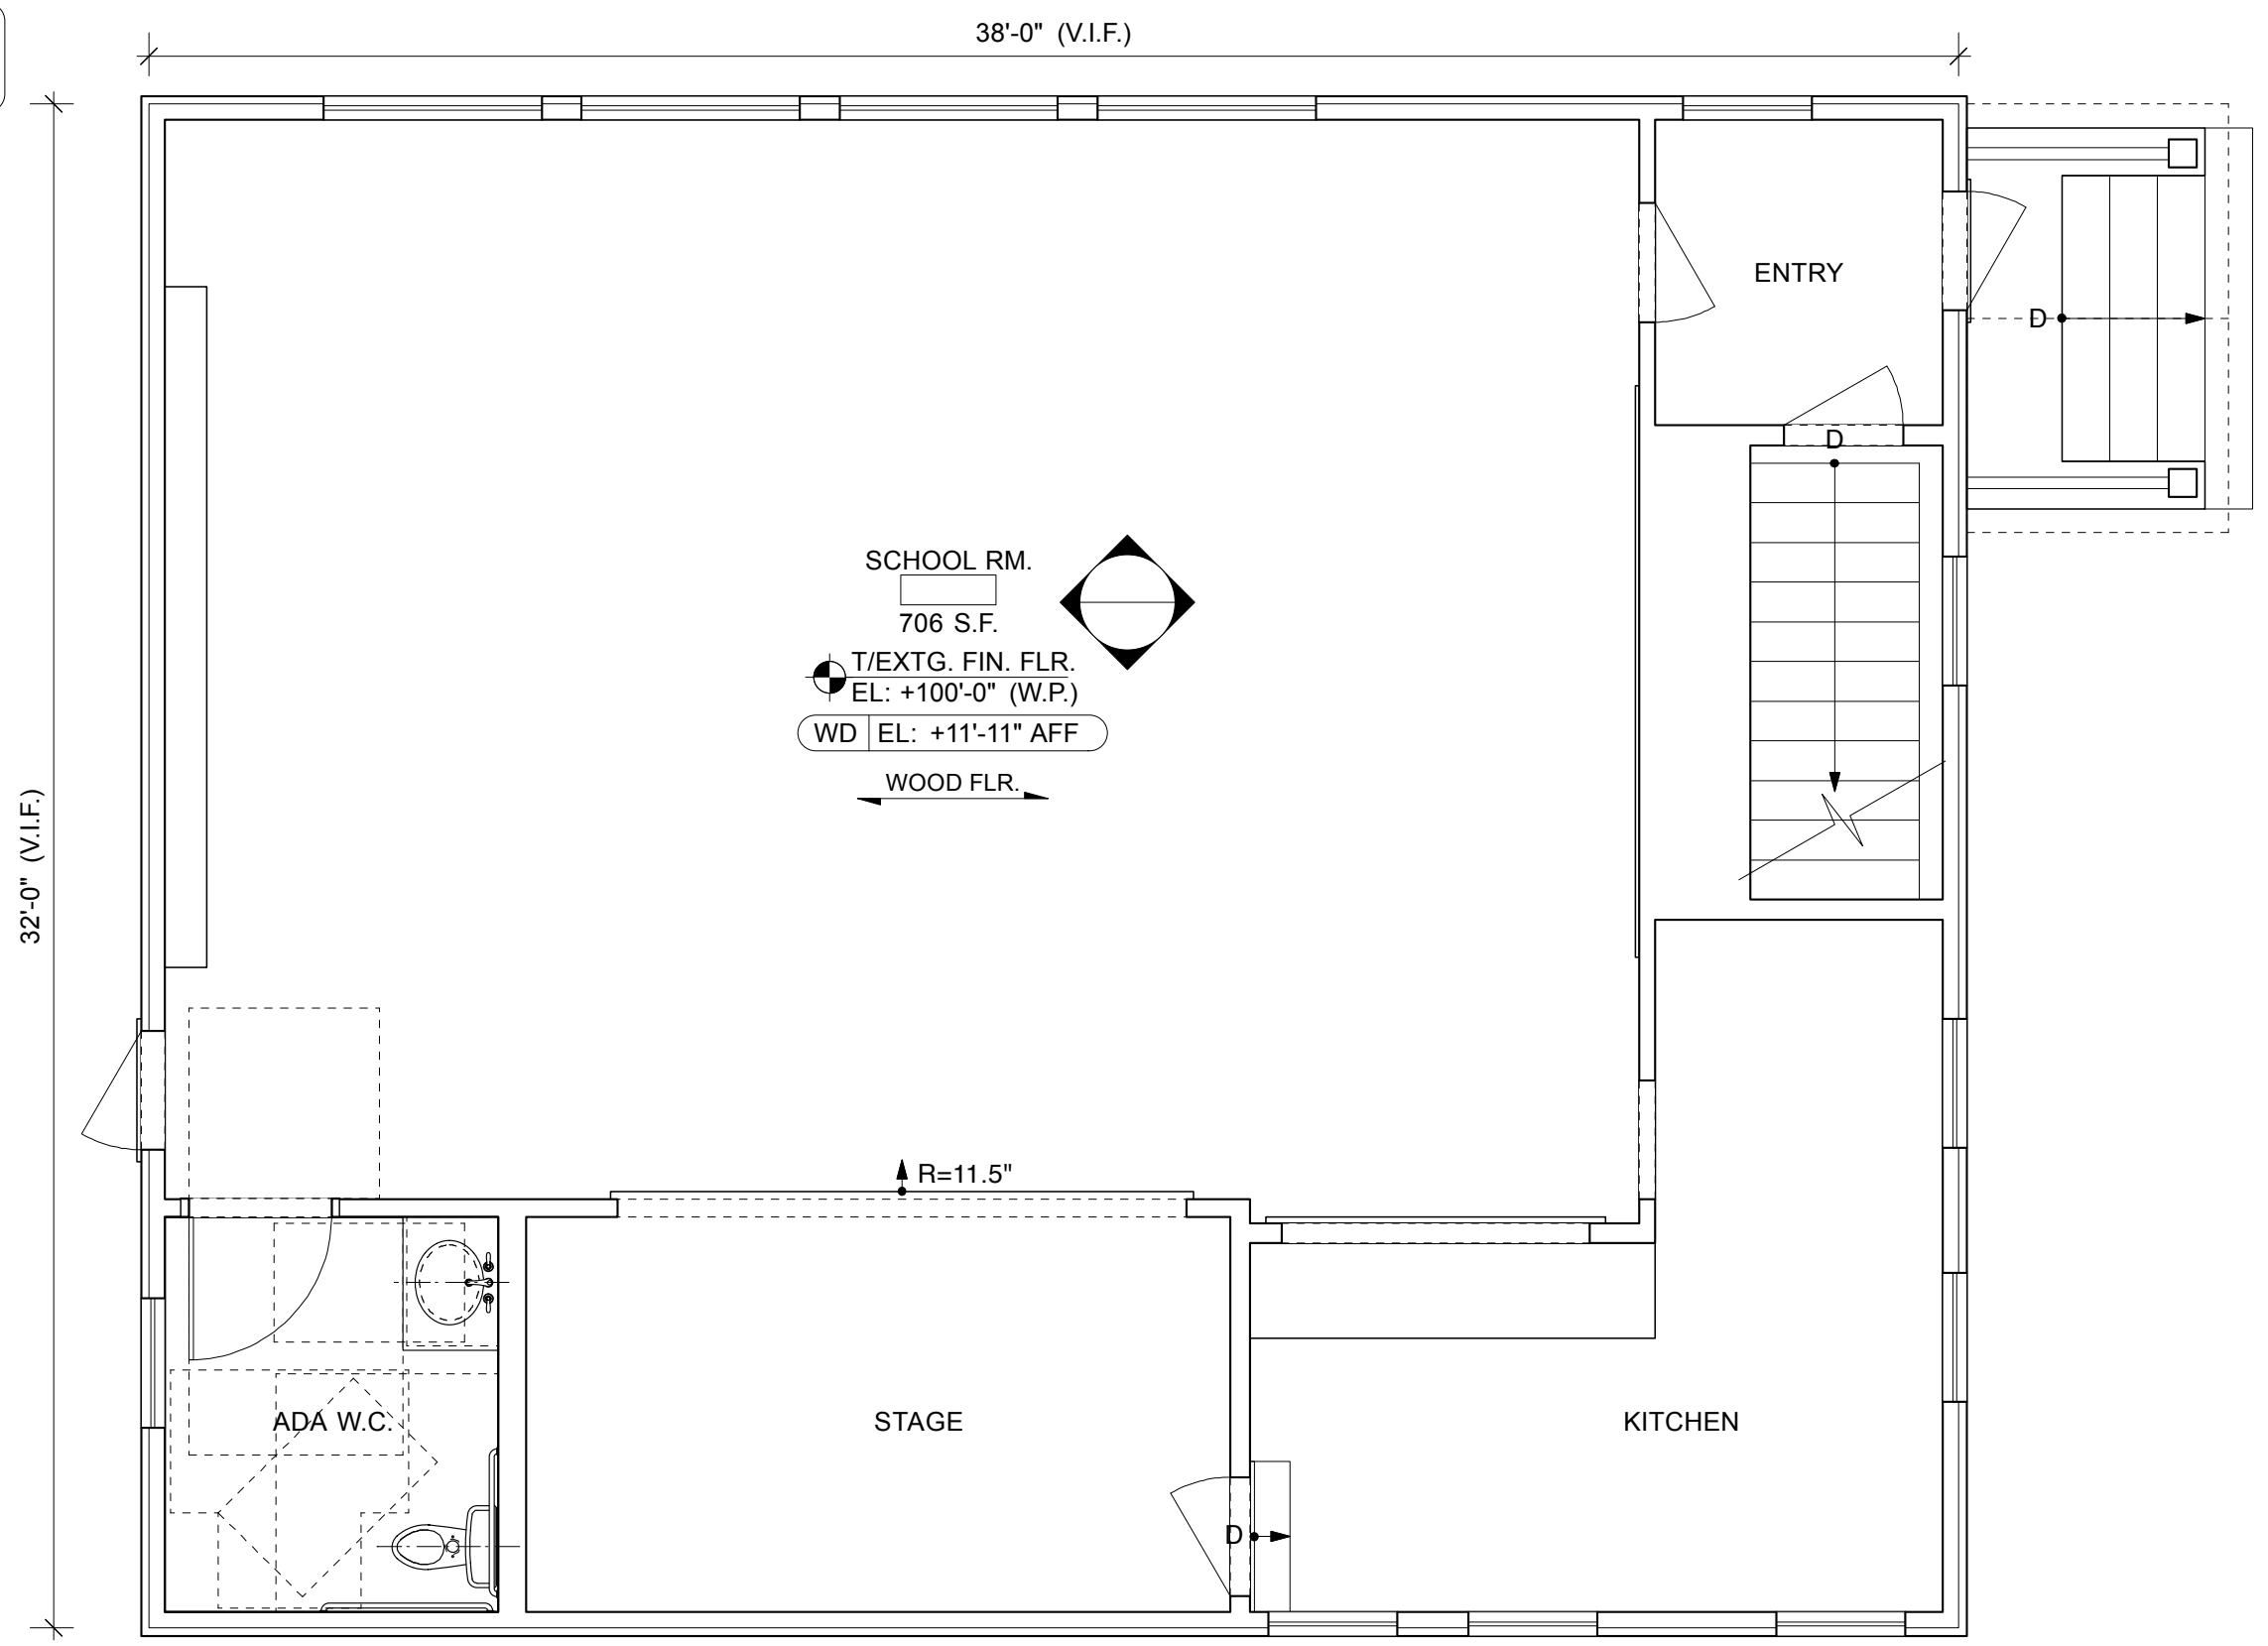 38'-0" (V.I.F.)
32'-0" (V.I.F.)
ENTRY
D
D
SCHOOL RM.
706 S.F.
T/EXTG. FIN. FLR.
EL: +100'-0" (W.P.)
WD EL: +11'-11" AFF
WOOD FLR.
R=11.5"
ADA W.C.
STAGE
KITCHEN
D